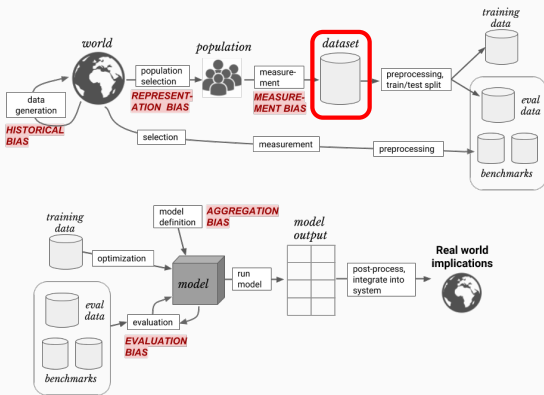 training
data
world
population
dataset
population
selection
measure-
ment
preprocessing,
train/test split
REPRESENT-
ATION BIAS
MEASURE-
MENT BIAS
data
generation
HISTORICAL
BIAS
eval
data
selection
measurement
preprocessing
benchmarks
model
definition
AGGREGATION
BIAS
training
data
model
output
optimization
Real world
implications
model
run
model
post-process,
integrate into
system
eval
data
evaluation
EVALUATION
BIAS
benchmarks